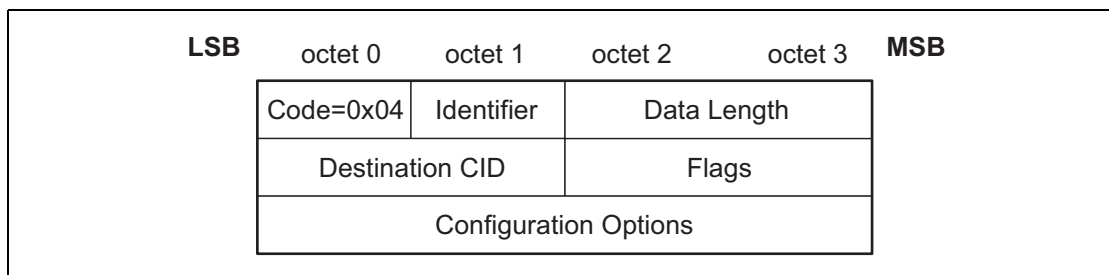 LSB octet 0 octet 1 octet 2 octet 3 MSB
Code=0x04 Identifier Data Length
Destination CID Flags
Configuration Options